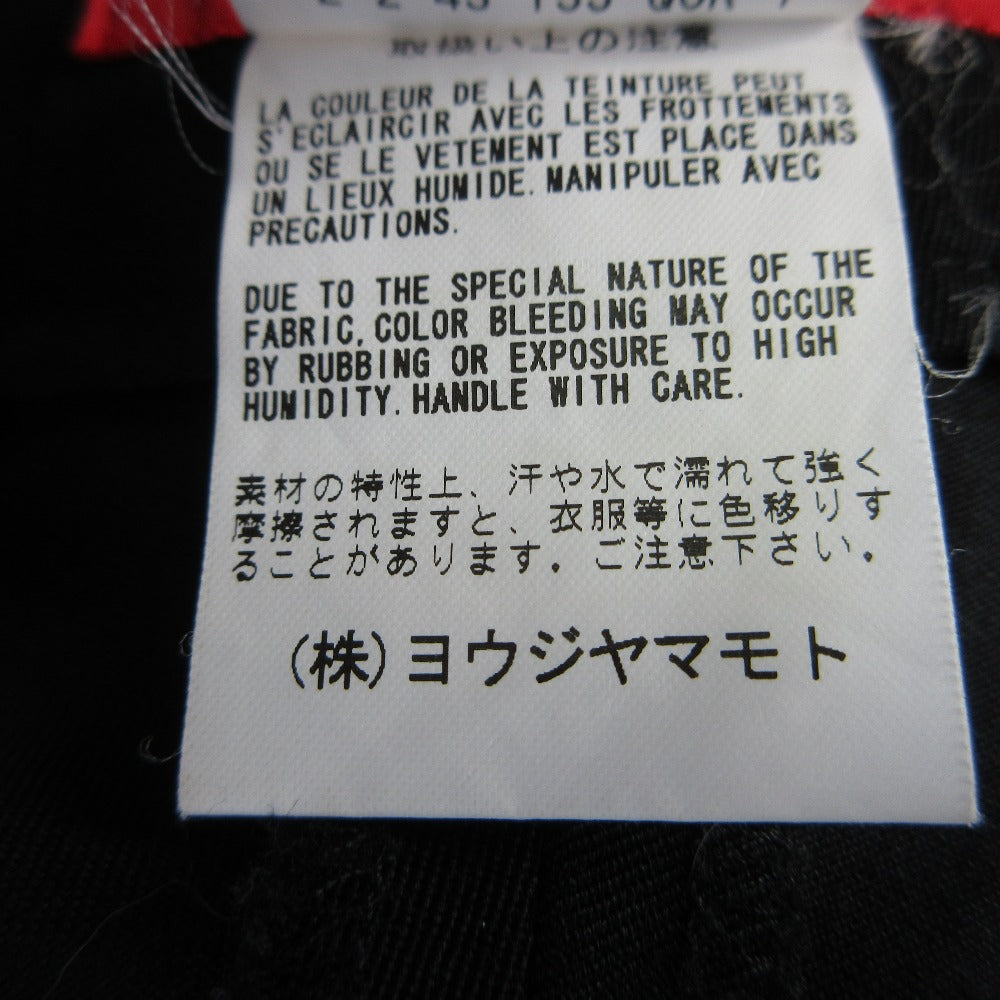 取扱い上の注意
LA COULEUR DE LA TEINTURE PEUT
S'ECLAIRCIR AVEC LES FROTTEMENTS
OU SE LE VETEMENT EST PLACE DANS
UN LIEUX HUMIDE. MANIPULER AVEC
PRECAUTIONS.
DUE TO THE SPECIAL NATURE OF THE
FABRIC, COLOR BLEEDING MAY OCCUR
BY RUBBING OR EXPOSURE TO HIGH
HUMIDITY. HANDLE WITH CARE.
素材の特性上、汗や水で濡れて強く
摩擦されますと、衣服等に色移りす
ることがあります。ご注意下さい。
(株)ヨウジヤマモト